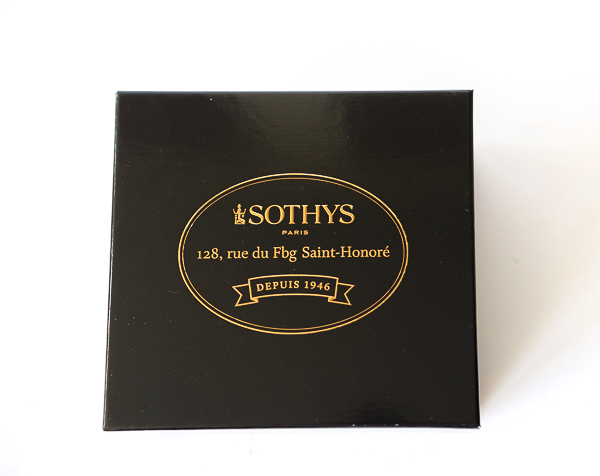 SOTHYS
PARIS
128, rue du Fbg Saint-Honoré
DEPUIS 1946